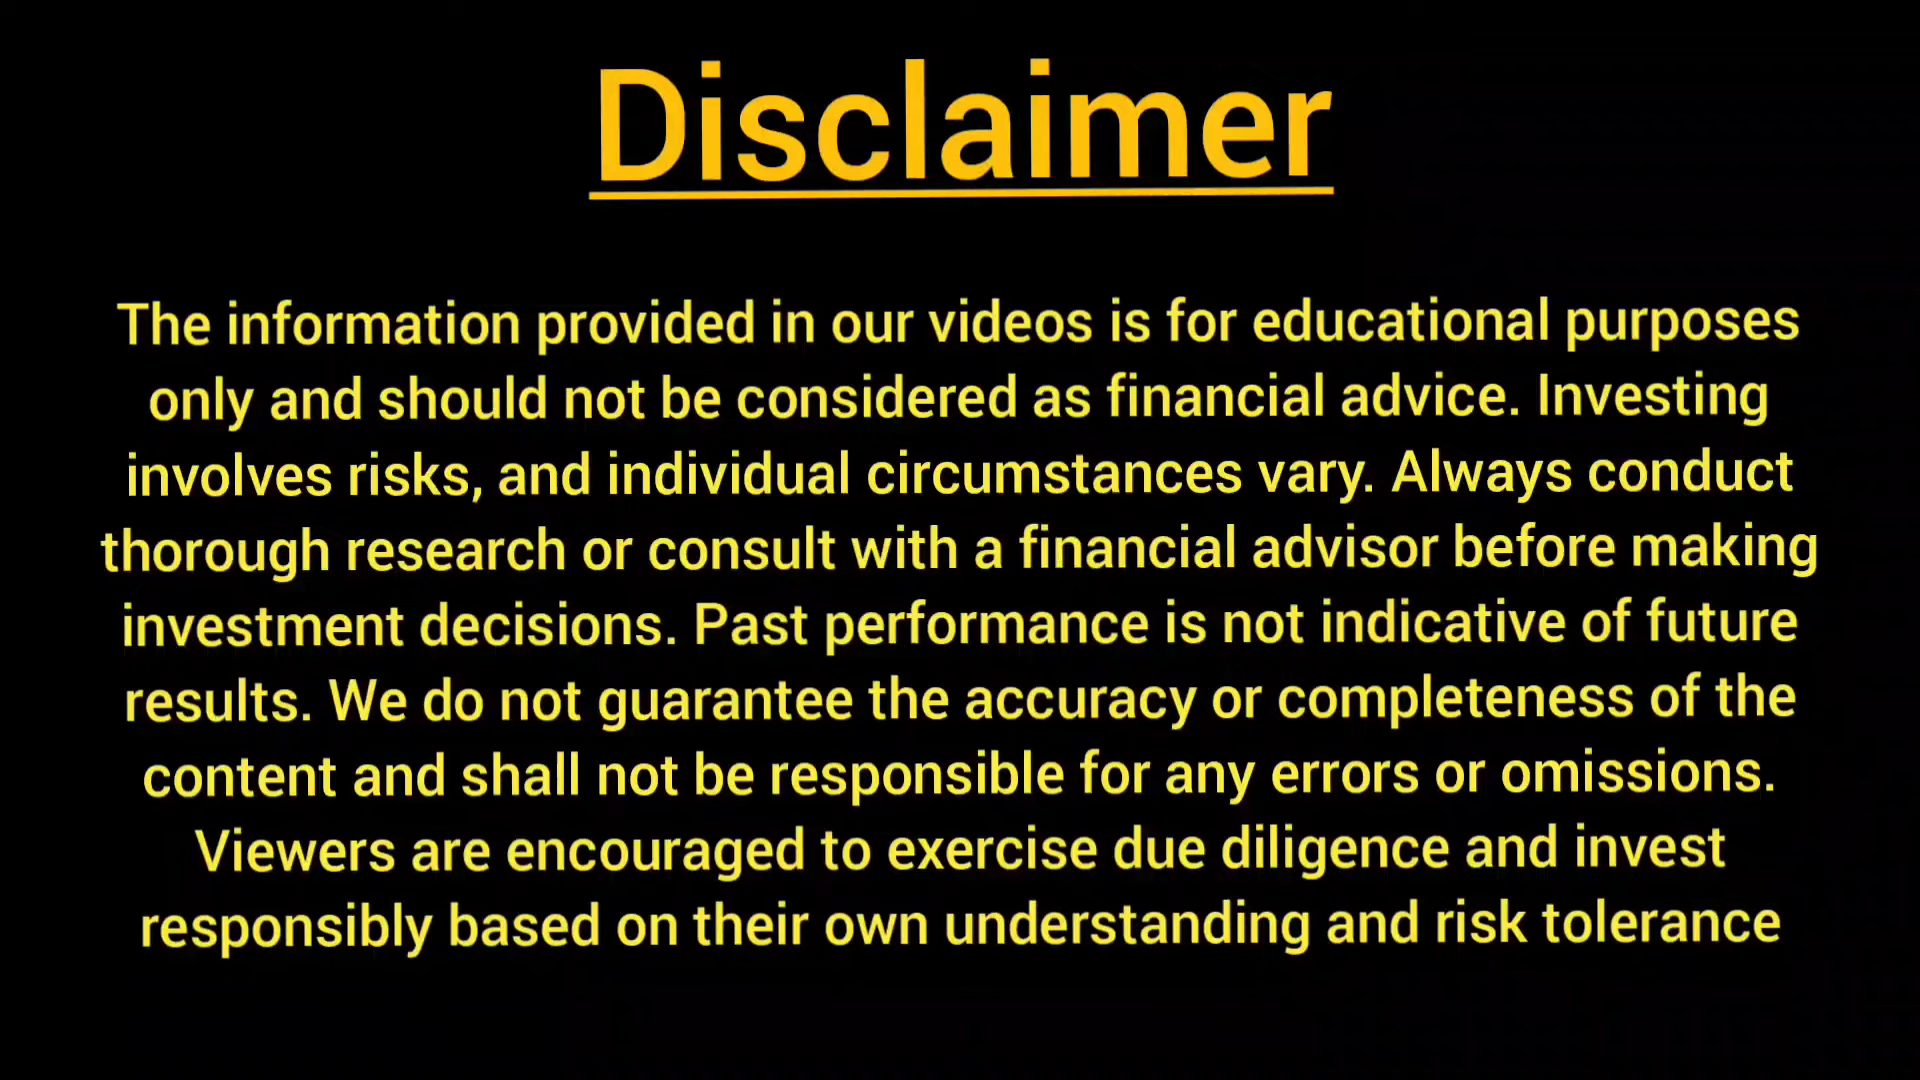 Disclaimer
The information provided in our videos is for educational purposes
only and should not be considered as financial advice. Investing
involves risks, and individual circumstances vary. Always conduct
thorough research or consult with a financial advisor before making
investment decisions. Past performance is not indicative of future
results. We do not guarantee the accuracy or completeness of the
content and shall not be responsible for any errors or omissions.
Viewers are encouraged to exercise due diligence and invest
responsibly based on their own understanding and risk tolerance